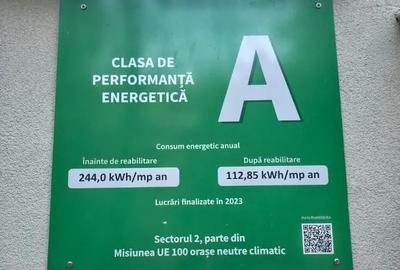 CLASA DE
PERFORMANȚĂ
ENERGETICĂ
A
Consum energetic anual
Înainte de reabilitare
După reabilitare
244,0 kWh/mp an
112,85 kWh/mp an
Lucrări finalizate în 2023
Sectorul 2, parte din
Misiunea UE 100 orașe neutre climatic